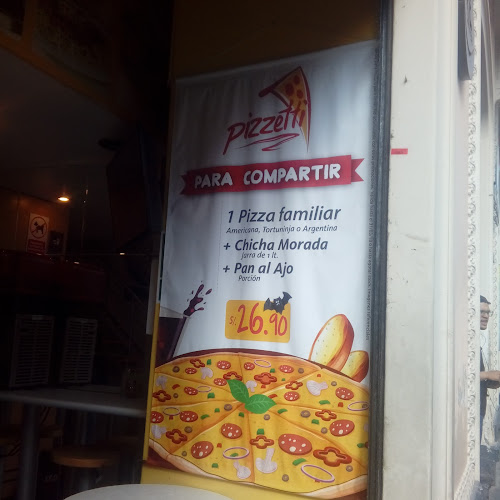 pizzetti
PARA COMPARTIR
1 Pizza familiar
Americana, Tortuninja o Argentina
+ Chicha Morada
Jarra de 1 lt.
+ Pan al Ajo
Porción
S/. 26.90